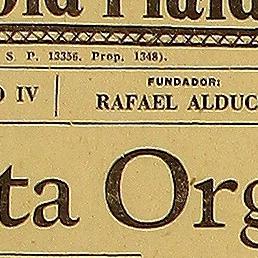 S. P. 13356. Prop. 1348).
FUNDADOR:
O IV
RAFAEL ALDUC
ta Org